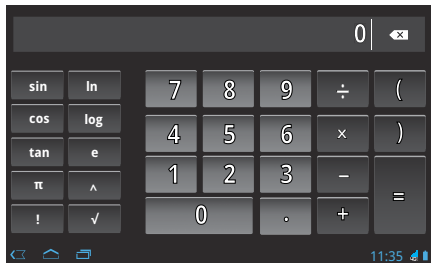 0
sin ln 7 8 9 ÷ (
cos log 4 5 6 × )
tan e 1 2 3 − =
π ^ 0 . +
! √
11:35